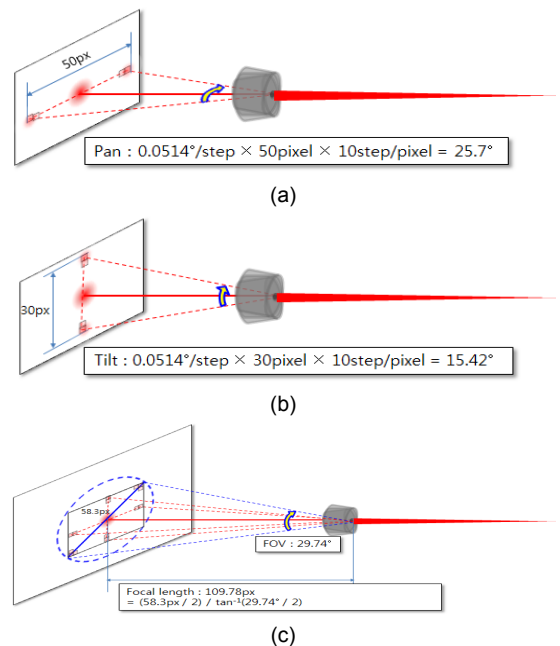 50px
Pan : 0.0514°/step × 50pixel × 10step/pixel = 25.7°
(a)
30px
Tilt : 0.0514°/step × 30pixel × 10step/pixel = 15.42°
(b)
58.3px
FOV : 29.74°
Focal length : 109.78px
= (58.3px / 2) / tan⁻¹(29.74° / 2)
(c)